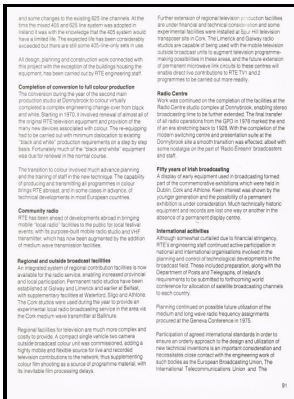 and some changes to the existing 625 line channels. At the
time the mixed 405 and 625 line system was adopted in
Ireland it was with the knowledge that the 405 system would
have a limited life. The expected life has been considerably
exceeded but there are still some 405-line-only sets in use.
All design, planning and construction work connected with
this project with the exception of the buildings housing the
equipment, has been carried out by RTE engineering staff.
Completion of conversion to full colour production
The conversion during the year of the second main
production studio at Donnybrook to colour virtually
completed a complete engineering change-over from black
and white. Starting in 1970, it involved renewal of almost all of
the original RTE television equipment and provision of the
many new devices associated with colour. The re-equipping
had to be carried out with minimum dislocation to existing
"black and white" production requirements on a day to day
basis. Fortunately much of the "black and white" equipment
was due for renewal in the normal course.
The transition to colour involved much advance planning
and the training of staff in the new technique. The capability
of producing and transmitting all programmes in colour
brings RTE abreast, and in some cases in advance, of
technical developments in most European countries.
Community radio
RTE has been ahead of developments abroad in bringing
mobile "local radio" facilities to the public for local festival
events, with its purpose-built mobile radio studio and VHF
transmitter, which has now been augmented by the addition
of medium wave transmission facilities.
Regional and outside broadcast facilities
An integrated system of regional contribution facilities is now
available for the radio service, enabling increased provincial
and local participation. Permanent radio studios have been
established at Galway and Limerick and earlier at Belfast,
with supplementary facilities at Waterford, Sligo and Athlone.
The Cork studios were used during the year to provide an
experimental local radio broadcasting service in the area via
the Cork medium wave transmitter at Ballinure.
Regional facilities for television are much more complex and
costly to provide. A compact single vehicle two camera
outside broadcast colour unit was commissioned, adding a
highly mobile and flexible source for live and recorded
television contributions to the network, thus supplementing
colour film shooting as a source of programme material, with
its inevitable film processing delays.
Further extension of regional television production facilities
are under financial and technical consideration and some
experimental facilities were installed at Spur Hill television
transposer site in Cork. The Limerick and Galway radio
studios are capable of being used with the mobile television
outside broadcast units to augment television programme-
making possibilities in these areas, and the future extension
of permanent microwave link circuits to these centres will
enable direct contributions to RTE TV1 and 2
programmes to be carried out more readily.
Radio Centre
Work was continued on the completion of the facilities at the
Radio Centre studio complex at Donnybrook, enabling stereo
broadcasting time to be further extended. The final transfer
of all radio operations from the GPO in 1976 marked the end
of an era stretching back to 1928. With the completion of the
modern switching centre and presentation suite at the
Donnybrook site a smooth transition was effected, albeit with
some nostalgia on the part of Radio Eireann broadcasters
and staff.
Fifty years of Irish broadcasting
A display of early equipment used in broadcasting formed
part of the commemorative exhibitions which were held in
Dublin, Cork and Athlone. Keen interest was shown by the
younger generation and the possibility of a permanent
exhibition is under consideration. Much technically historic
equipment and records are lost one way or another in the
absence of a permanent display centre.
International activities
Although somewhat curtailed due to financial stringency,
RTE's engineering staff continued active participation in
national and international organisations involved in the
planning and control of technological developments in the
broadcast field. These included preparation, along with the
Department of Posts and Telegraphs, of Ireland's
requirements to be submitted to forthcoming world
conference for allocation of satellite broadcasting channels
to each country.
Planning continued on possible future utilisation of the
medium and long wave radio frequency assignments
procured at the Geneva Conference in 1975.
Participation of agreed international standards in order to
ensure an orderly approach to the design and utilization of
new technical inventions is an important consideration and
necessitates close contact with the engineering work of
such bodies as the European Broadcasting Union, The
International Telecommunications Union and The
91